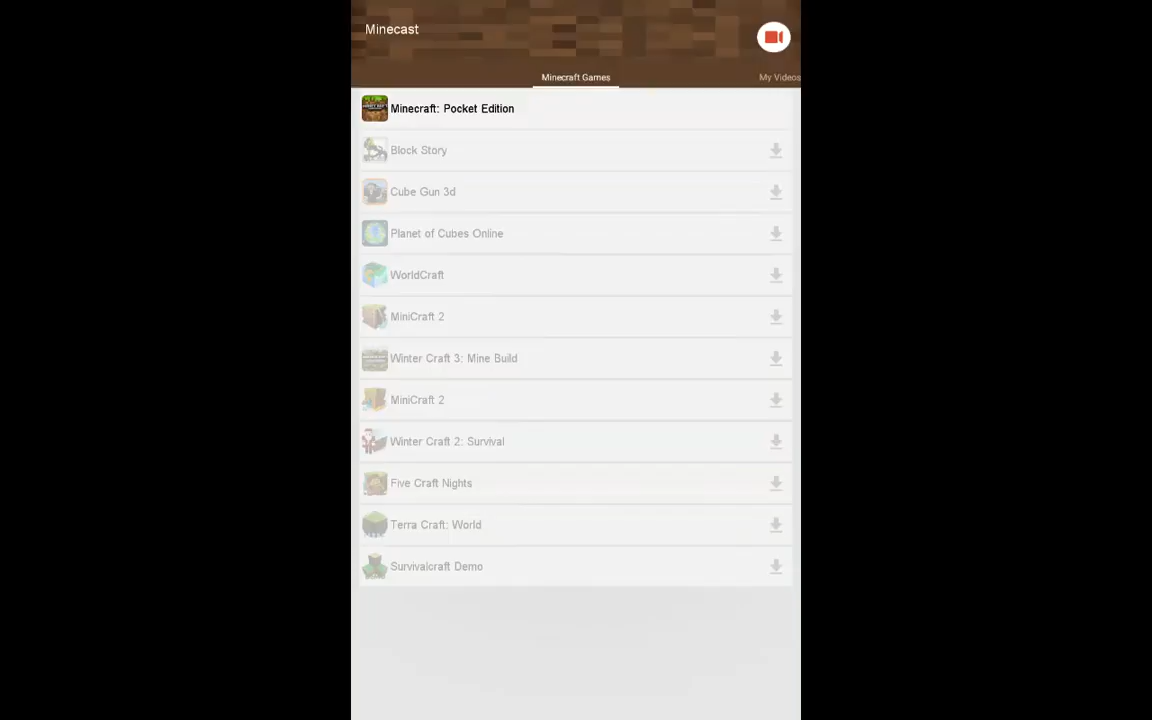 Minecast
Minecraft Games
My Videos
Minecraft: Pocket Edition
Block Story
Cube Gun 3d
Planet of Cubes Online
WorldCraft
MiniCraft 2
Winter Craft 3: Mine Build
MiniCraft 2
Winter Craft 2: Survival
Five Craft Nights
Terra Craft: World
Survivalcraft Demo